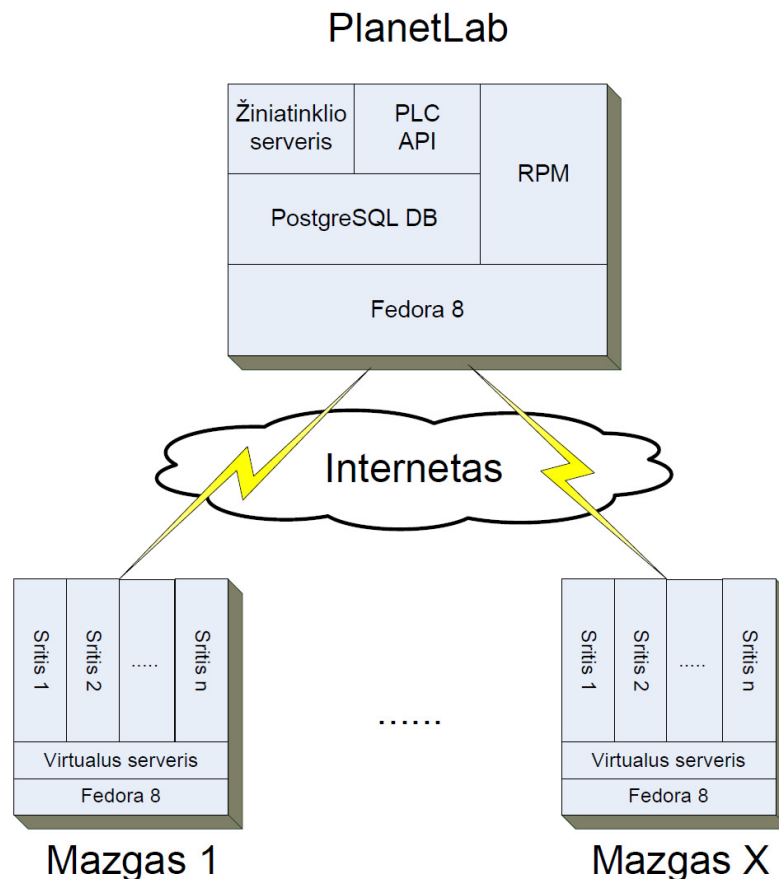 PlanetLab
Žiniatinklio
serveris
PLC
API
RPM
PostgreSQL DB
Fedora 8
Internetas
Sritis 1
Sritis 2
.....
Sritis n
Virtualus serveris
Fedora 8
Mazgas 1
......
Sritis 1
Sritis 2
.....
Sritis n
Virtualus serveris
Fedora 8
Mazgas X